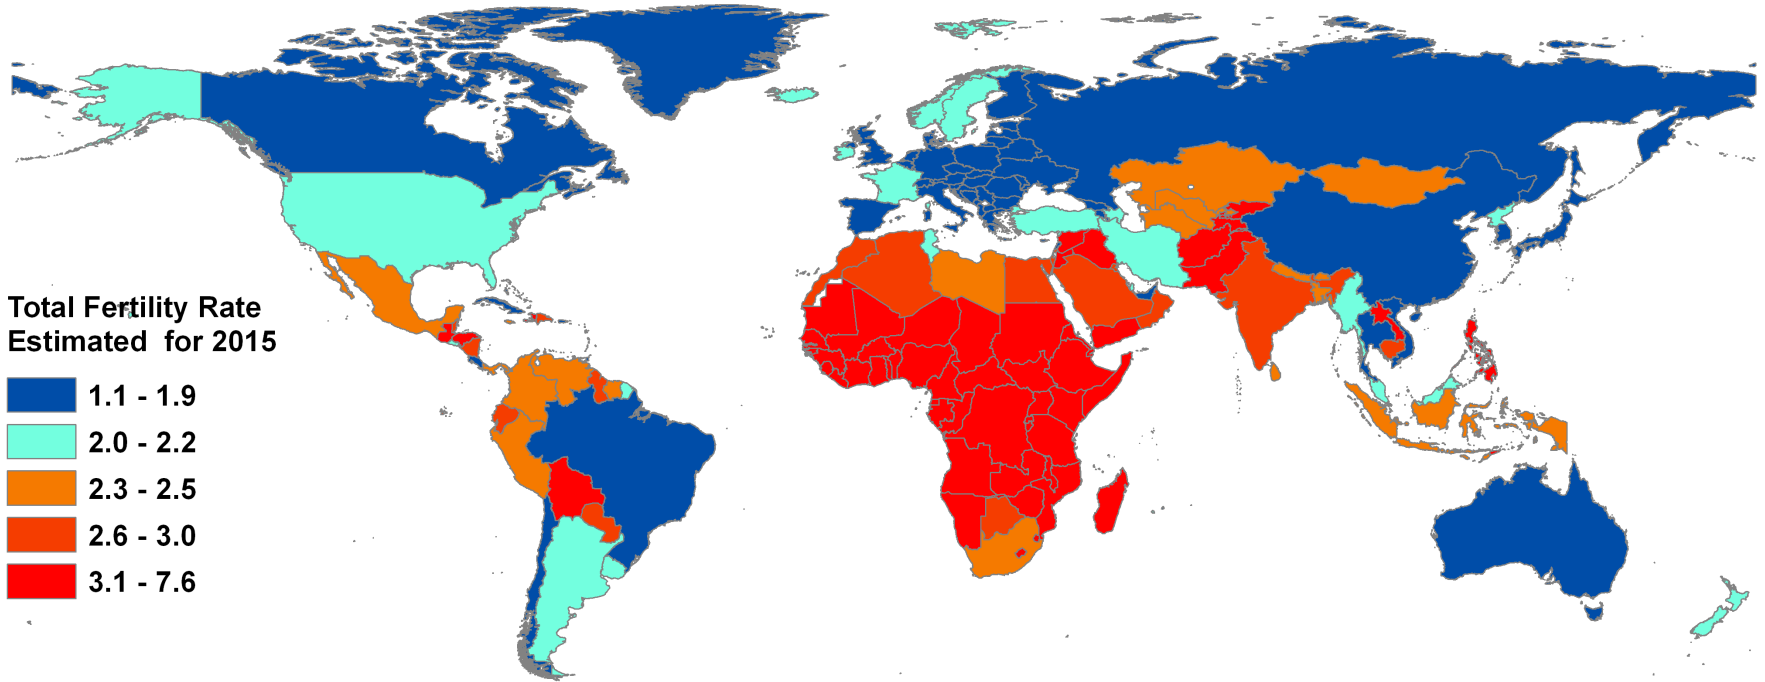 Total Fertility Rate
Estimated for 2015
1.1 - 1.9
2.0 - 2.2
2.3 - 2.5
2.6 - 3.0
3.1 - 7.6